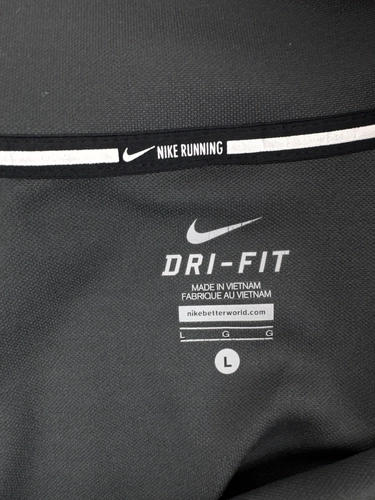 NIKE RUNNING
DRI-FIT
MADE IN VIETNAM
FABRIQUE AU VIETNAM
nikebetterworld.com
L G G
L